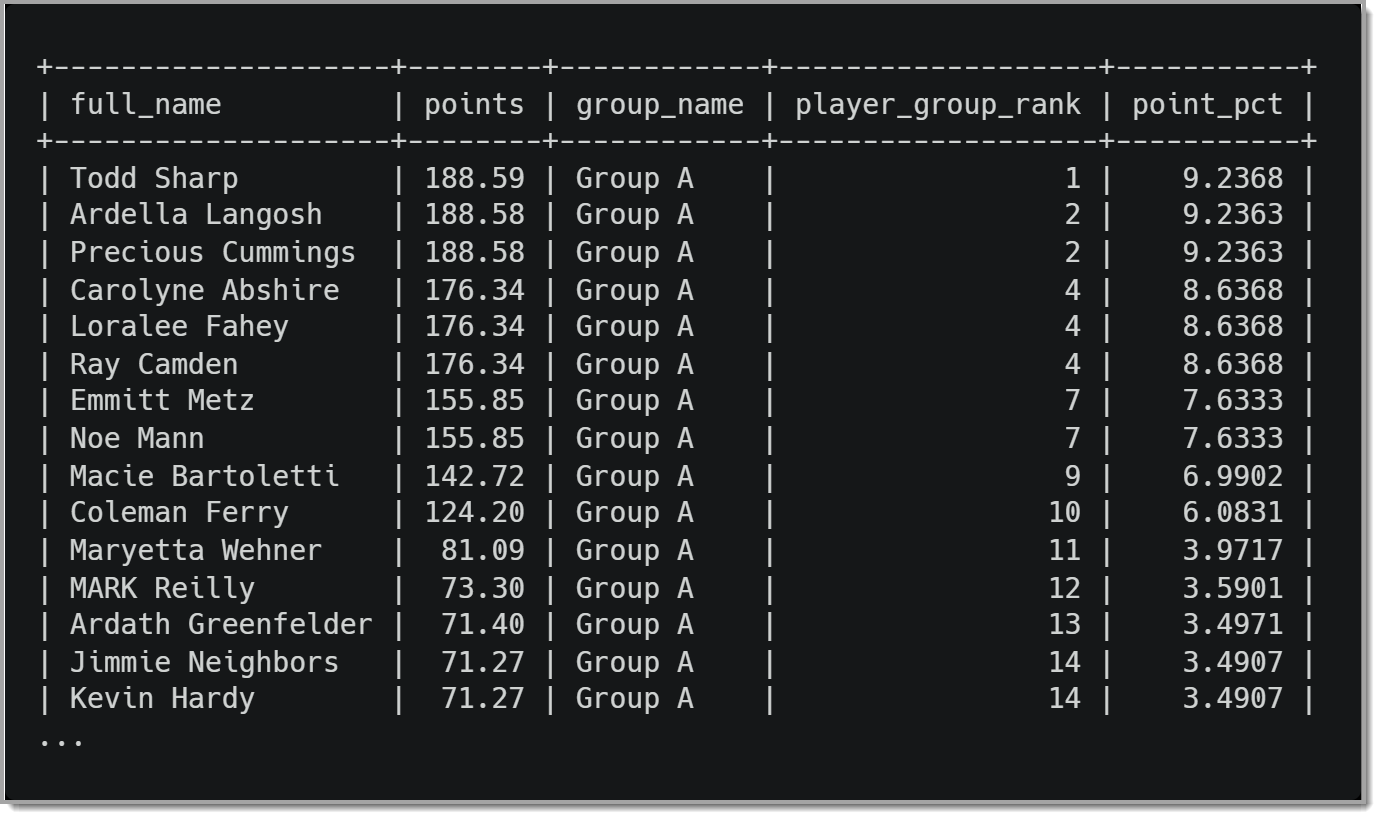 +--------------------+--------+------------+-------------------+-----------+
| full_name          | points | group_name | player_group_rank | point_pct |
+--------------------+--------+------------+-------------------+-----------+
| Todd Sharp         | 188.59 | Group A    |                 1 |    9.2368 |
| Ardella Langosh    | 188.58 | Group A    |                 2 |    9.2363 |
| Precious Cummings  | 188.58 | Group A    |                 2 |    9.2363 |
| Carolyne Abshire   | 176.34 | Group A    |                 4 |    8.6368 |
| Loralee Fahey      | 176.34 | Group A    |                 4 |    8.6368 |
| Ray Camden         | 176.34 | Group A    |                 4 |    8.6368 |
| Emmitt Metz        | 155.85 | Group A    |                 7 |    7.6333 |
| Noe Mann           | 155.85 | Group A    |                 7 |    7.6333 |
| Macie Bartoletti   | 142.72 | Group A    |                 9 |    6.9902 |
| Coleman Ferry      | 124.20 | Group A    |                10 |    6.0831 |
| Maryetta Wehner    |  81.09 | Group A    |                11 |    3.9717 |
| MARK Reilly        |  73.30 | Group A    |                12 |    3.5901 |
| Ardath Greenfelder |  71.40 | Group A    |                13 |    3.4971 |
| Jimmie Neighbors   |  71.27 | Group A    |                14 |    3.4907 |
| Kevin Hardy        |  71.27 | Group A    |                14 |    3.4907 |
...